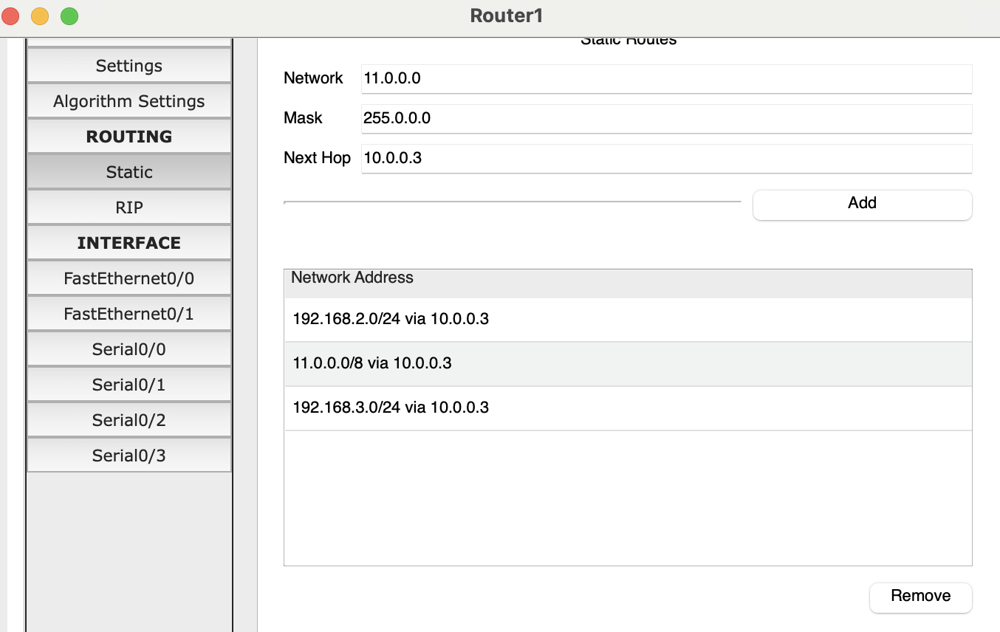 Router1
Static Routes
Settings
Algorithm Settings
ROUTING
Static
RIP
INTERFACE
FastEthernet0/0
FastEthernet0/1
Serial0/0
Serial0/1
Serial0/2
Serial0/3
Network 11.0.0.0
Mask 255.0.0.0
Next Hop 10.0.0.3
Add
Network Address
192.168.2.0/24 via 10.0.0.3
11.0.0.0/8 via 10.0.0.3
192.168.3.0/24 via 10.0.0.3
Remove